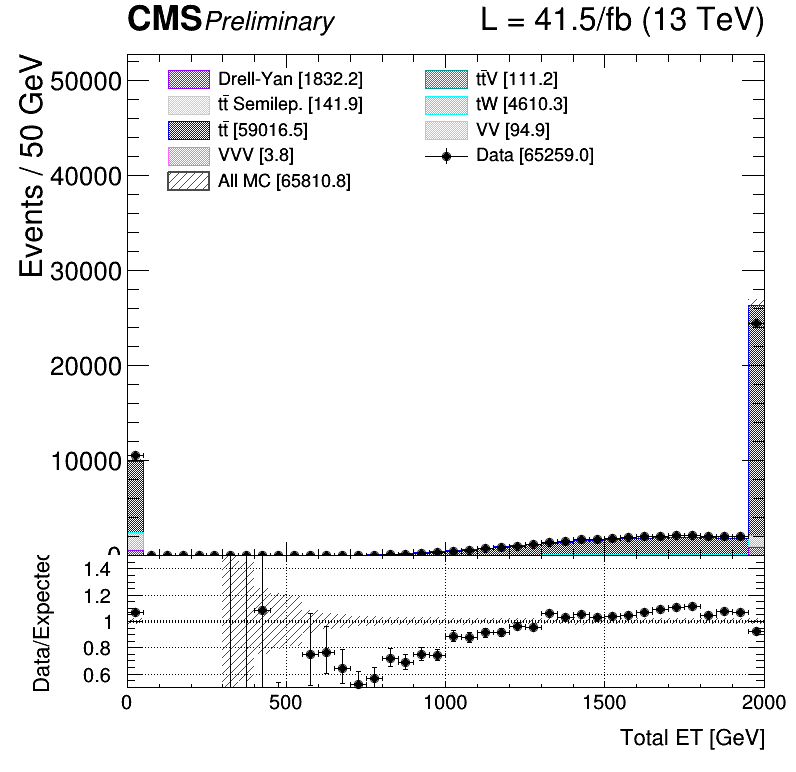 CMS Preliminary L = 41.5/fb (13 TeV)
Events / 50 GeV
50000
40000
30000
20000
10000
0
Drell-Yan [1832.2]
tt̄ Semilep. [141.9]
tt̄ [59016.5]
VVV [3.8]
All MC [65810.8]
tt̄V [111.2]
tW [4610.3]
VV [94.9]
Data [65259.0]
Data/Expected
1.4
1.2
1
0.8
0.6
0 500 1000 1500 2000
Total ET [GeV]